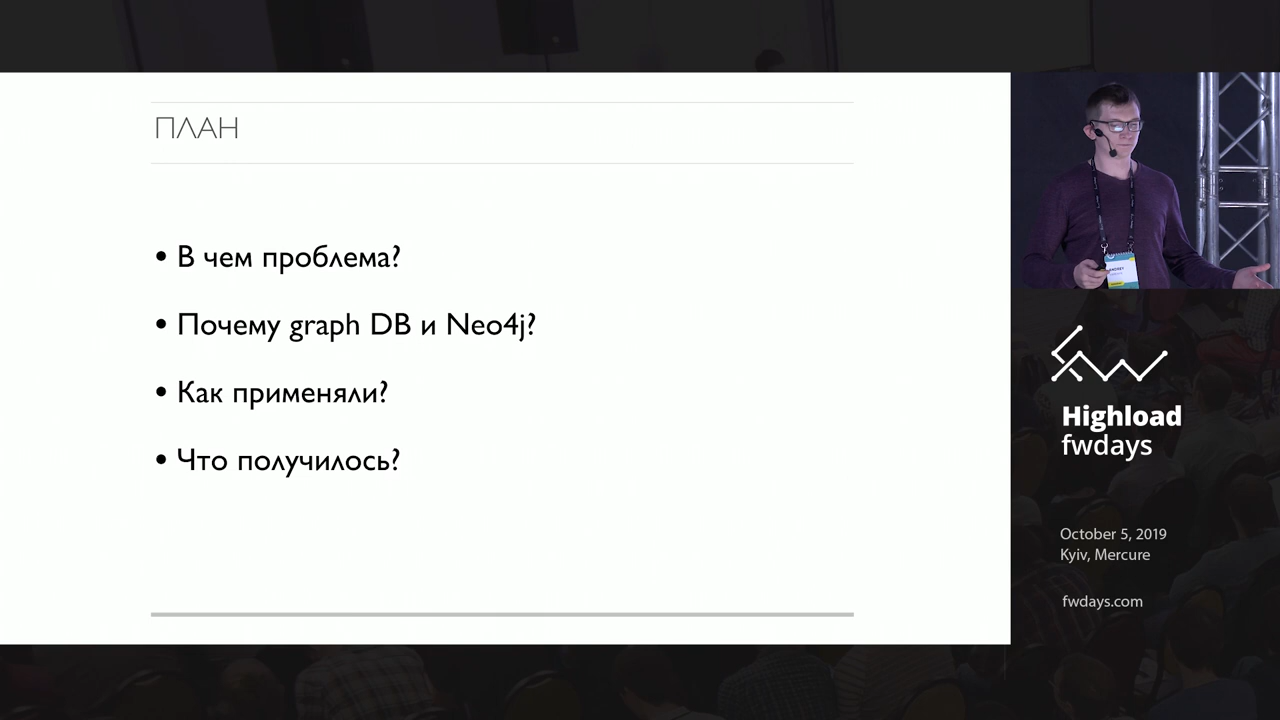 ПЛАН
• В чем проблема?
• Почему graph DB и Neo4j?
• Как применяли?
• Что получилось?
ANDREY
Highload
fwdays
October 5, 2019
Kyiv, Mercure
fwdays.com